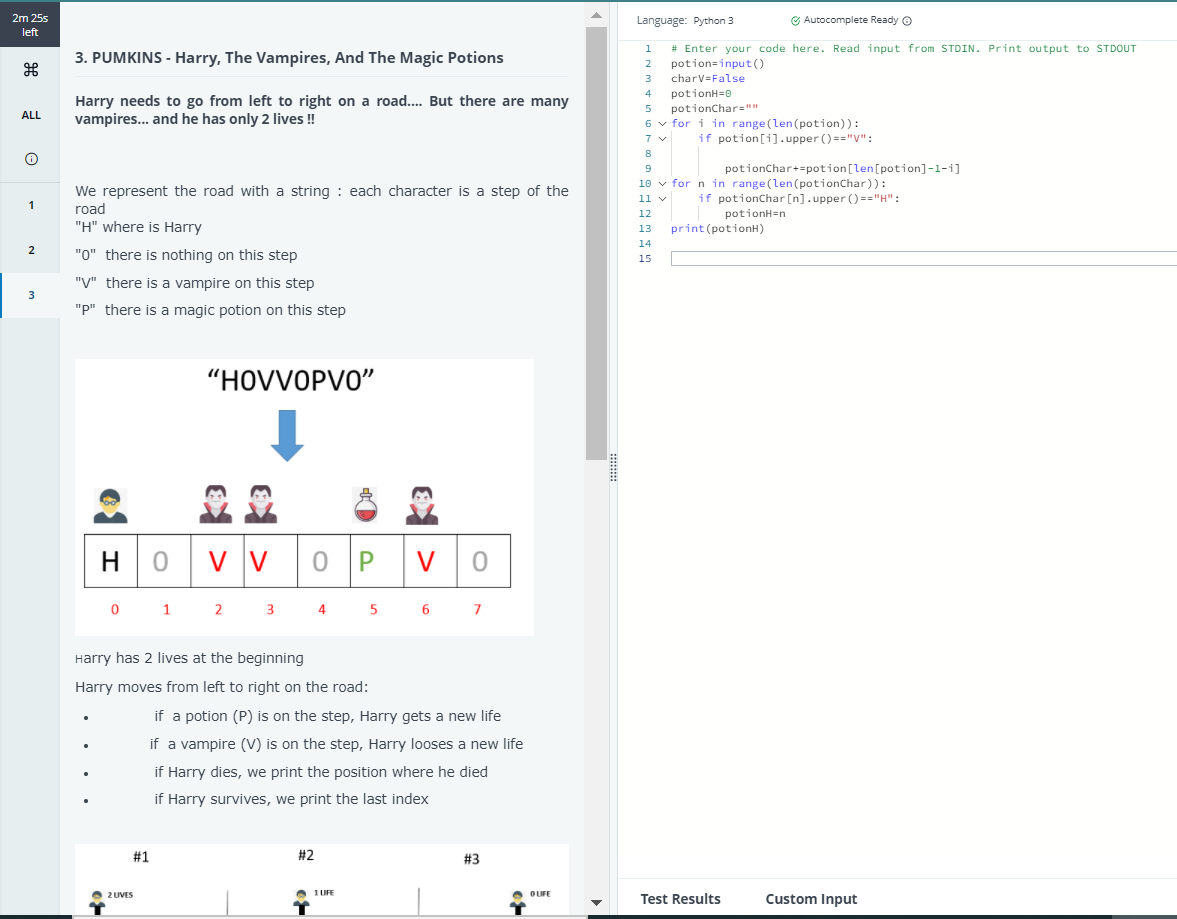 2m 25s
left
ALL
1
2
3
3. PUMKINS - Harry, The Vampires, And The Magic Potions
Harry needs to go from left to right on a road.... But there are many
vampires... and he has only 2 lives !!
We represent the road with a string : each character is a step of the
road
"H" where is Harry
"0"  there is nothing on this step
"V"  there is a vampire on this step
"P"  there is a magic potion on this step
“H0VV0PV0”
H 0 V V 0 P V 0
0 1 2 3 4 5 6 7
Harry has 2 lives at the beginning
Harry moves from left to right on the road:
• if  a potion (P) is on the step, Harry gets a new life
• if  a vampire (V) is on the step, Harry looses a new life
• if Harry dies, we print the position where he died
• if Harry survives, we print the last index
#1 #2 #3
2 LIVES 1 LIFE 0 LIFE
Language: Python 3 Autocomplete Ready
1 # Enter your code here. Read input from STDIN. Print output to STDOUT
2 potion=input()
3 charV=False
4 potionH=0
5 potionChar=""
6 for i in range(len(potion)):
7     if potion[i].upper()=="V":
8
9         potionChar+=potion[len[potion]-1-i]
10 for n in range(len(potionChar)):
11     if potionChar[n].upper()=="H":
12         potionH=n
13 print(potionH)
14
15
Test Results Custom Input